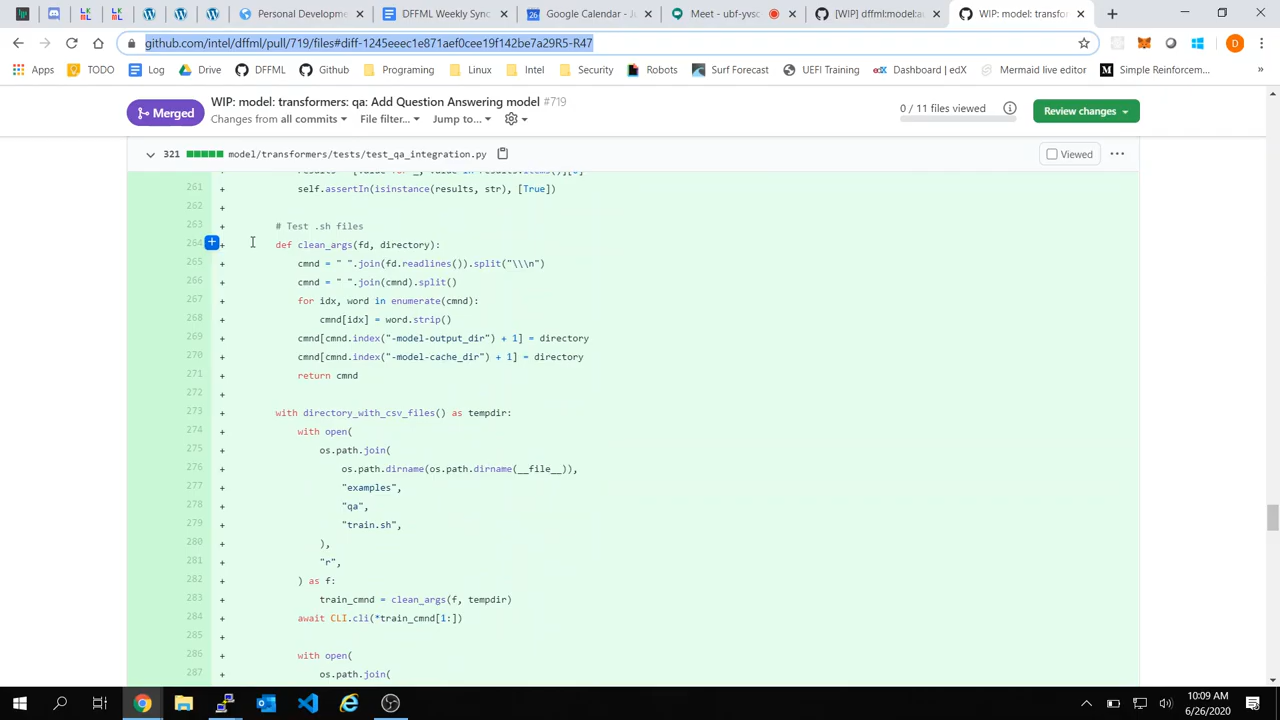 Personal Developme
DFFML Weekly Sync
Google Calendar - Ju
Meet - ubf-yvsc
[WIP] dffml:model:au
WIP: model: transfor
github.com/intel/dffml/pull/719/files#diff-1245eeec1e871aef0cee19f142be7a29R5-R47
D
Apps
TODO
Log
Drive
DFFML
Github
Programing
Linux
Intel
Security
Robots
Surf Forecast
UEFI Training
Dashboard | edX
Mermaid live editor
Simple Reinforcem...
»
Merged
WIP: model: transformers: qa: Add Question Answering model #719
Changes from all commits
File filter...
Jump to...
0 / 11 files viewed
Review changes
321 model/transformers/tests/test_qa_integration.py
Viewed
261 + self.assertIn(isinstance(results, str), [True])
262 +
263 + # Test .sh files
264 + def clean_args(fd, directory):
265 + cmnd = " ".join(fd.readlines()).split("\\\n")
266 + cmnd = " ".join(cmnd).split()
267 + for idx, word in enumerate(cmnd):
268 + cmnd[idx] = word.strip()
269 + cmnd[cmnd.index("-model-output_dir") + 1] = directory
270 + cmnd[cmnd.index("-model-cache_dir") + 1] = directory
271 + return cmnd
272 +
273 + with directory_with_csv_files() as tempdir:
274 + with open(
275 + os.path.join(
276 + os.path.dirname(os.path.dirname(__file__)),
277 + "examples",
278 + "qa",
279 + "train.sh",
280 + ),
281 + "r",
282 + ) as f:
283 + train_cmnd = clean_args(f, tempdir)
284 + await CLI.cli(*train_cmnd[1:])
285 +
286 + with open(
287 + os.path.join(
10:09 AM
6/26/2020